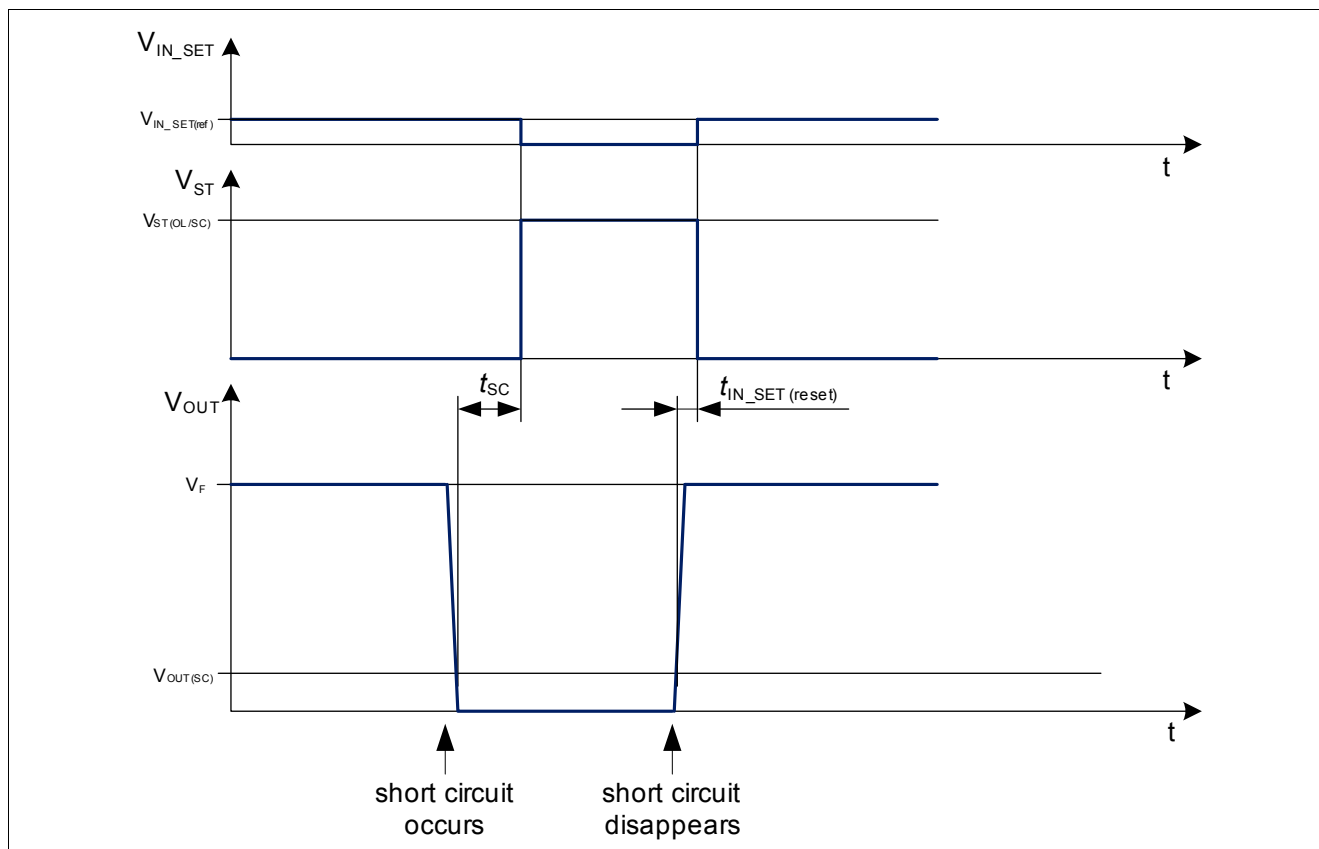 V_IN_SET
V_IN_SET(ref)
t
V_ST
V_ST(OL/SC)
t
t_SC
t_IN_SET (reset)
V_OUT
V_F
V_OUT(SC)
t
short circuit
occurs
short circuit
disappears